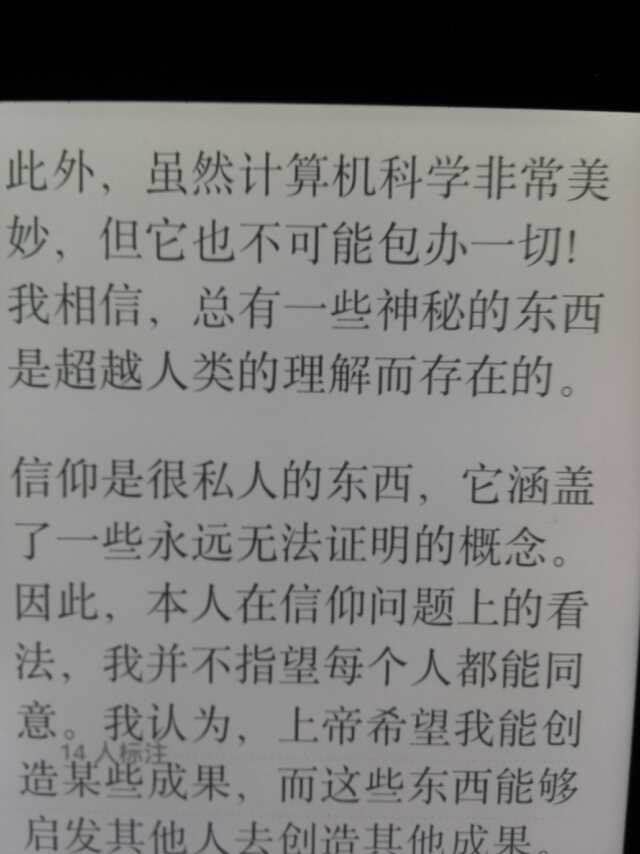 此外，虽然计算机科学非常美
妙，但它也不可能包办一切!
我相信，总有一些神秘的东西
是超越人类的理解而存在的。
信仰是很私人的东西，它涵盖
了一些永远无法证明的概念。
因此，本人在信仰问题上的看
法，我并不指望每个人都能同
意。我认为，上帝希望我能创
14 人标注
造某些成果，而这些东西能够
启发其他人去创造其他成果。